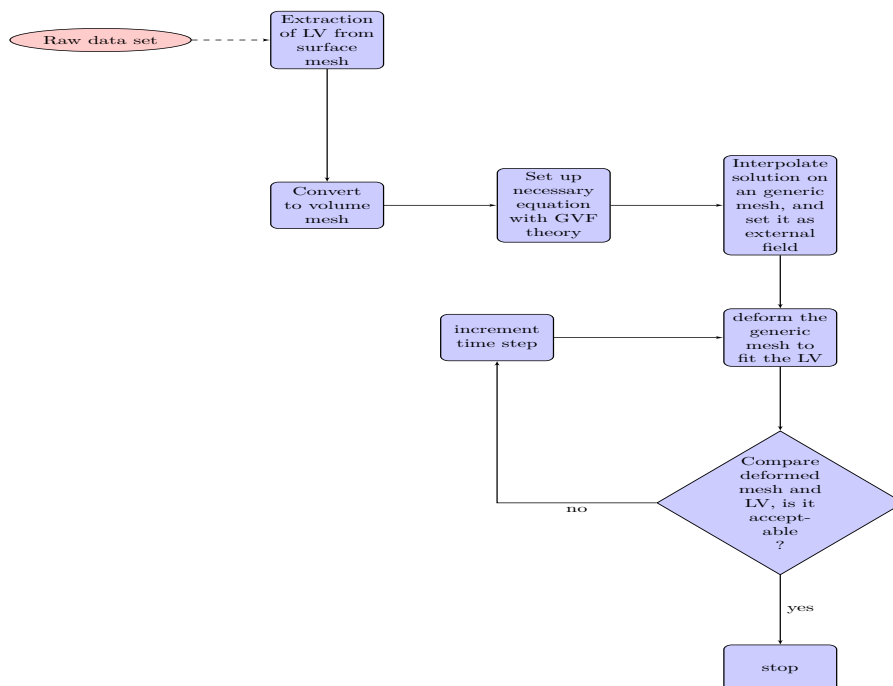 Raw data set
Extraction
of LV from
surface
mesh
Convert
to volume
mesh
Set up
necessary
equation
with GVF
theory
Interpolate
solution on
an generic
mesh, and
set it as
external
field
increment
time step
deform the
generic
mesh to
fit the LV
Compare
deformed
mesh and
LV, is it
accept-
able
?
no
yes
stop